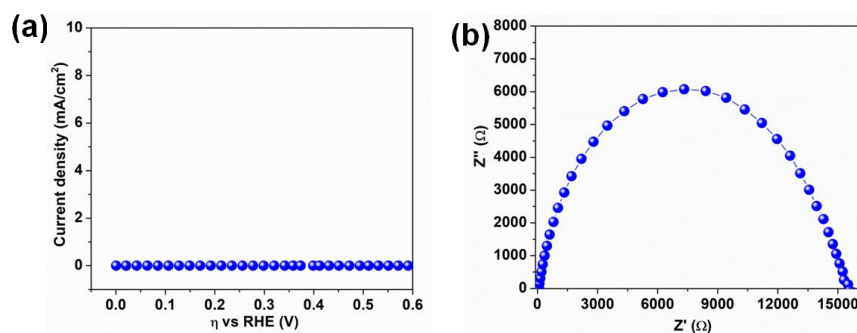 (a)
10
8
6
4
2
0
Current density (mA/cm²)
0.0 0.1 0.2 0.3 0.4 0.5 0.6
η vs RHE (V)
(b)
8000
7000
6000
5000
4000
3000
2000
1000
0
Z'' (Ω)
0 3000 6000 9000 12000 15000
Z' (Ω)